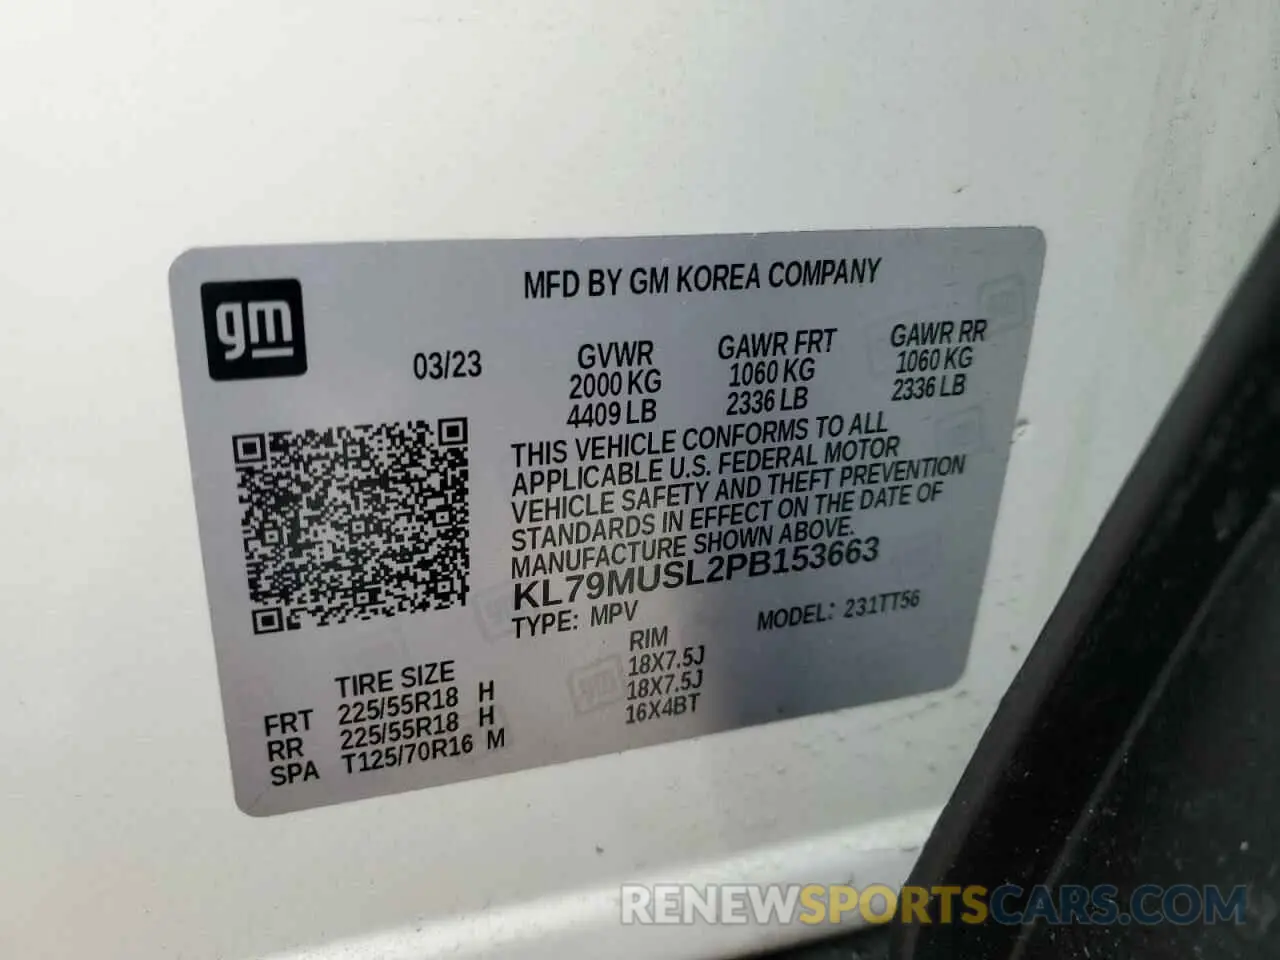 MFD BY GM KOREA COMPANY
gm
03/23
GVWR GAWR FRT GAWR RR
2000 KG 1060 KG 1060 KG
4409 LB 2336 LB 2336 LB
THIS VEHICLE CONFORMS TO ALL
APPLICABLE U.S. FEDERAL MOTOR
VEHICLE SAFETY AND THEFT PREVENTION
STANDARDS IN EFFECT ON THE DATE OF
MANUFACTURE SHOWN ABOVE.
KL79MUSL2PB153663
TYPE: MPV MODEL: 231TT56
TIRE SIZE RIM
FRT 225/55R18 H 18X7.5J
RR 225/55R18 H 18X7.5J
SPA T125/70R16 M 16X4BT
gm
RENEWSPORTSCARS.COM